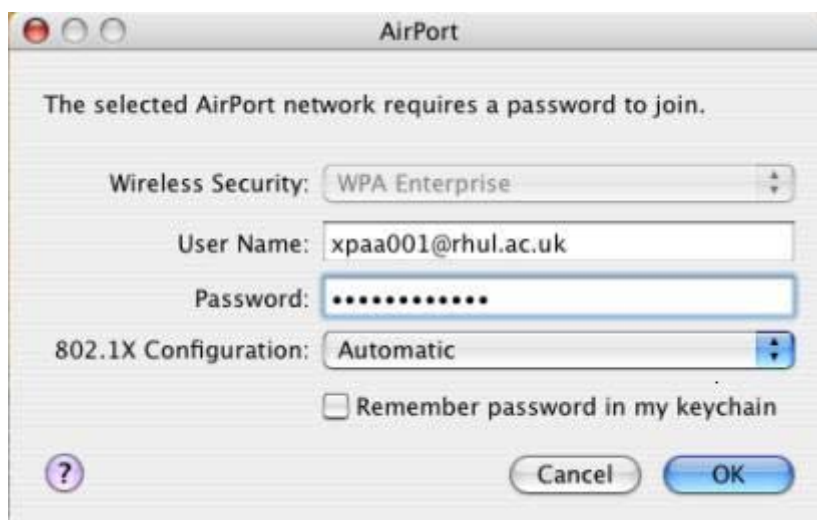 AirPort
The selected AirPort network requires a password to join.
Wireless Security: WPA Enterprise
User Name: xpaa001@rhul.ac.uk
Password: ••••••••••••
802.1X Configuration: Automatic
Remember password in my keychain
? Cancel OK